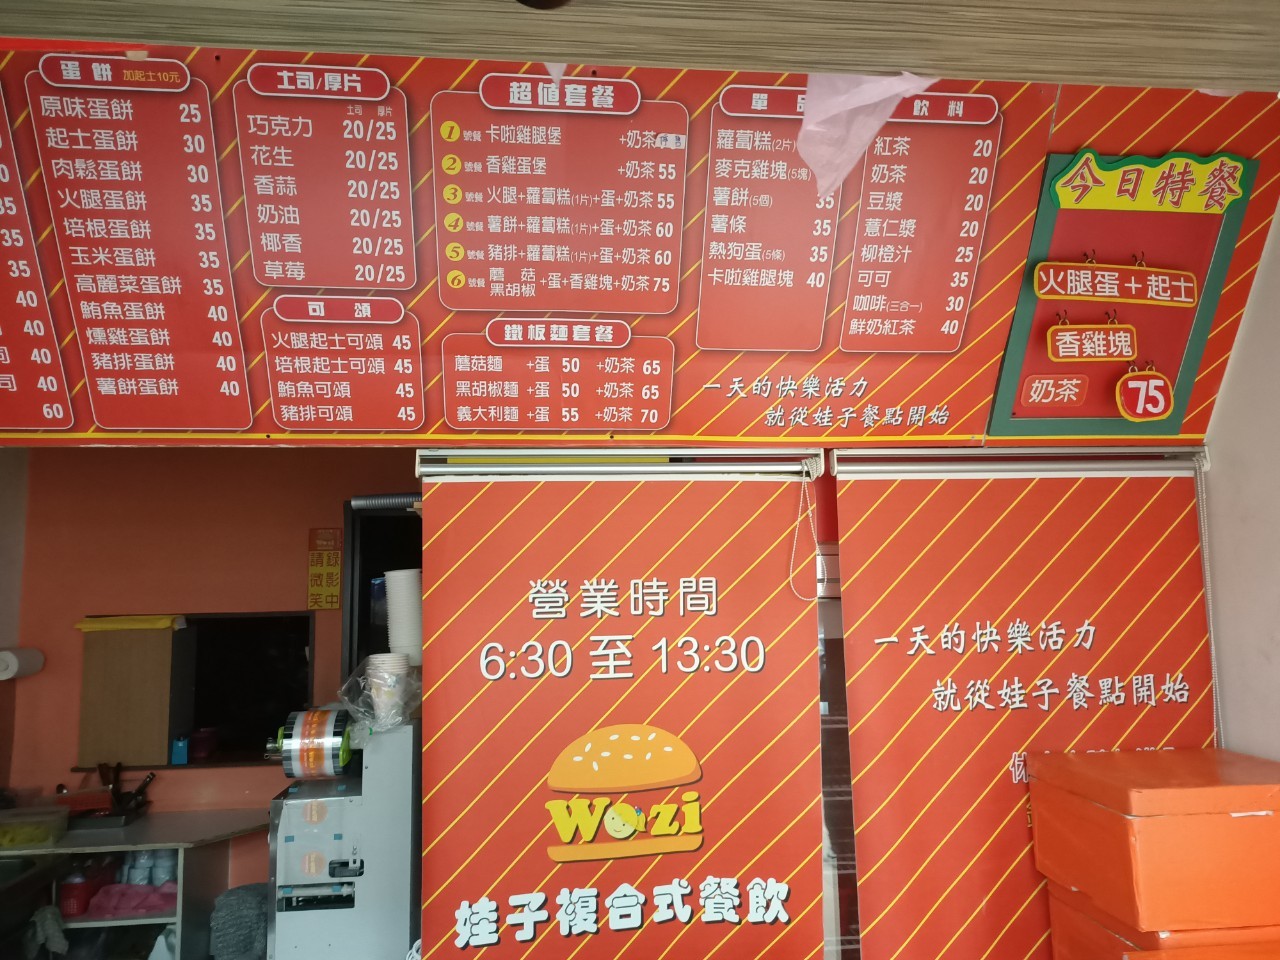 35
35
35
40
40
司 40
司 40
60
蛋餅 加起士10元
原味蛋餅 25
起士蛋餅 30
肉鬆蛋餅 30
火腿蛋餅 35
培根蛋餅 35
玉米蛋餅 35
高麗菜蛋餅 35
鮪魚蛋餅 40
燻雞蛋餅 40
豬排蛋餅 40
薯餅蛋餅 40
土司/厚片
土司 厚片
巧克力 20/25
花生 20/25
香蒜 20/25
奶油 20/25
椰香 20/25
草莓 20/25
可頌
火腿起士可頌 45
培根起士可頌 45
鮪魚可頌 45
豬排可頌 45
超值套餐
1號餐 卡啦雞腿堡 +奶茶
2號餐 香雞蛋堡 +奶茶 55
3號餐 火腿+蘿蔔糕(1片)+蛋+奶茶 55
4號餐 薯餅+蘿蔔糕(1片)+蛋+奶茶 60
5號餐 豬排+蘿蔔糕(1片)+蛋+奶茶 60
6號餐 蘑菇 黑胡椒 +蛋+香雞塊+奶茶 75
鐵板麵套餐
蘑菇麵 +蛋 50 +奶茶 65
黑胡椒麵 +蛋 50 +奶茶 65
義大利麵 +蛋 55 +奶茶 70
單
蘿蔔糕(2片)
麥克雞塊(5塊)
薯餅(5個) 35
薯條 35
熱狗蛋(5條) 35
卡啦雞腿塊 40
飲料
紅茶 20
奶茶 20
豆漿 20
薏仁漿 20
柳橙汁 25
可可 35
咖啡(三合一) 30
鮮奶紅茶 40
一天的快樂活力
就從娃子餐點開始
今日特餐
火腿蛋+起士
香雞塊
奶茶 75
請錄
微影
笑中
營業時間
6:30 至 13:30
Wazi
娃子複合式餐飲
一天的快樂活力
就從娃子餐點開始